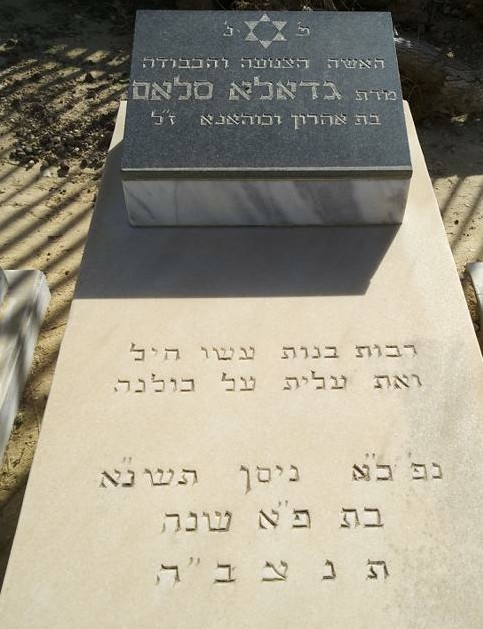 פ נ
האשה הצנועה והכבודה
מרת גדאלא סלאם
בת אהרון וכוהאנא ז"ל
רבות בנות עשו חיל
ואת עלית על כולנה
נפ' כ"א ניסן תשנ"א
בת פ"א שנה
ת נ צ ב "ה